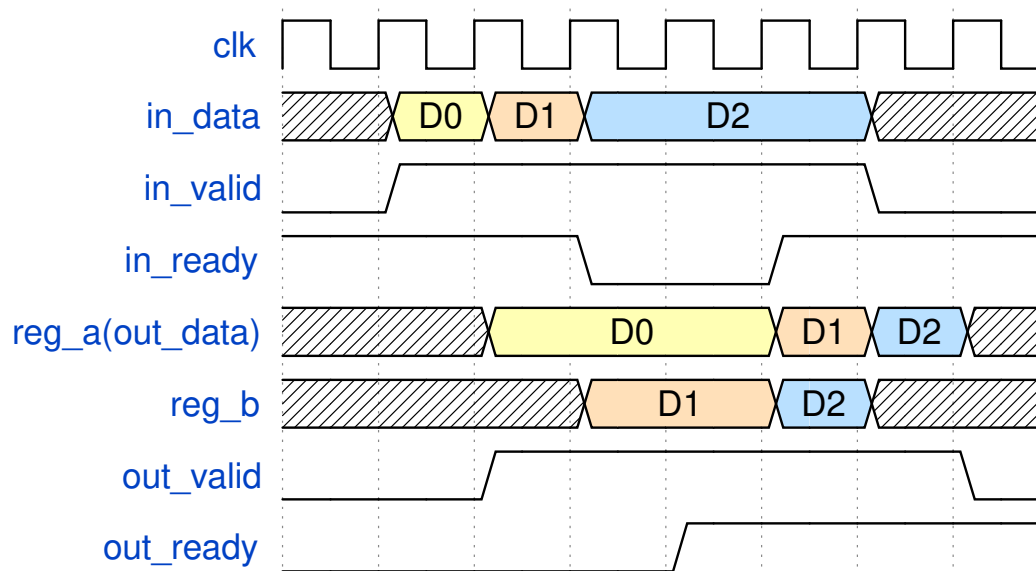 clk
in_data D0 D1 D2
in_valid
in_ready
reg_a(out_data) D0 D1 D2
reg_b D1 D2
out_valid
out_ready